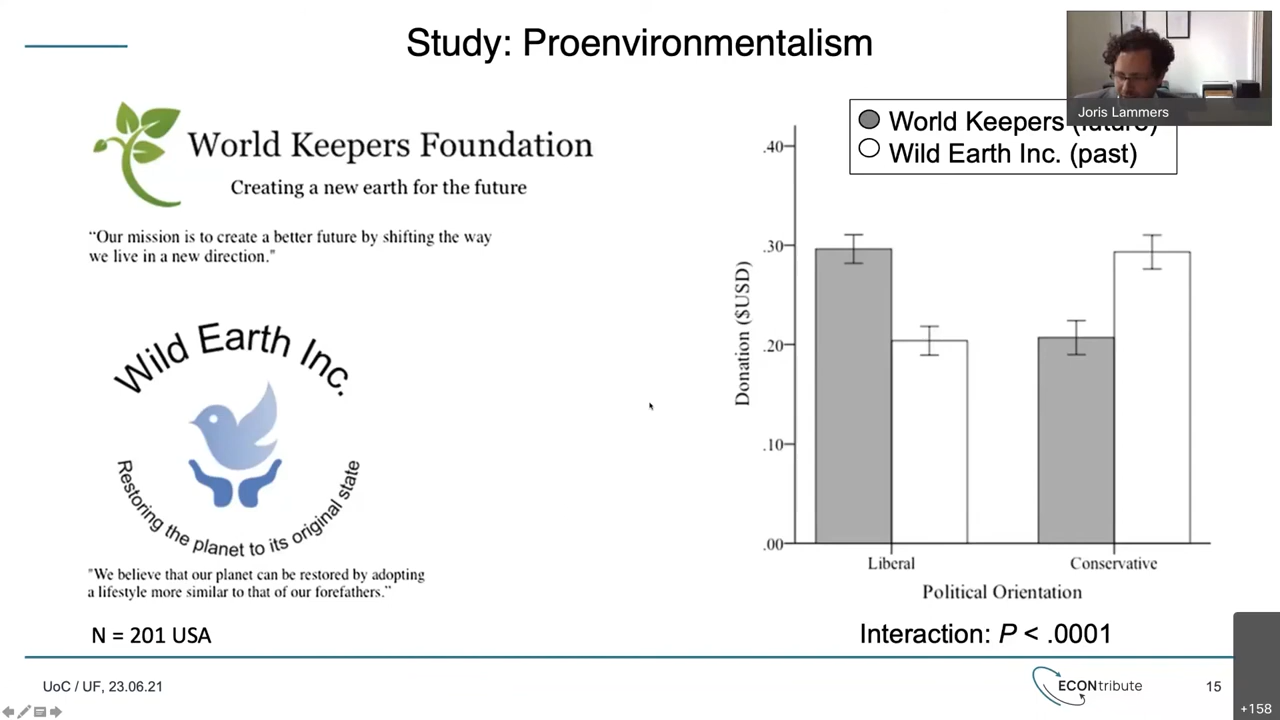 Study: Proenvironmentalism
World Keepers Foundation
Creating a new earth for the future
“Our mission is to create a better future by shifting the way
we live in a new direction."
Wild Earth Inc.
Restoring the planet to its original state
"We believe that our planet can be restored by adopting
a lifestyle more similar to that of our forefathers.”
N = 201 USA
Joris Lammers
World Keepers (future)
Wild Earth Inc. (past)
Donation ($USD)
.40
.30
.20
.10
.00
Liberal
Conservative
Political Orientation
Interaction: P < .0001
UoC / UF, 23.06.21
ECONtribute
15
+158